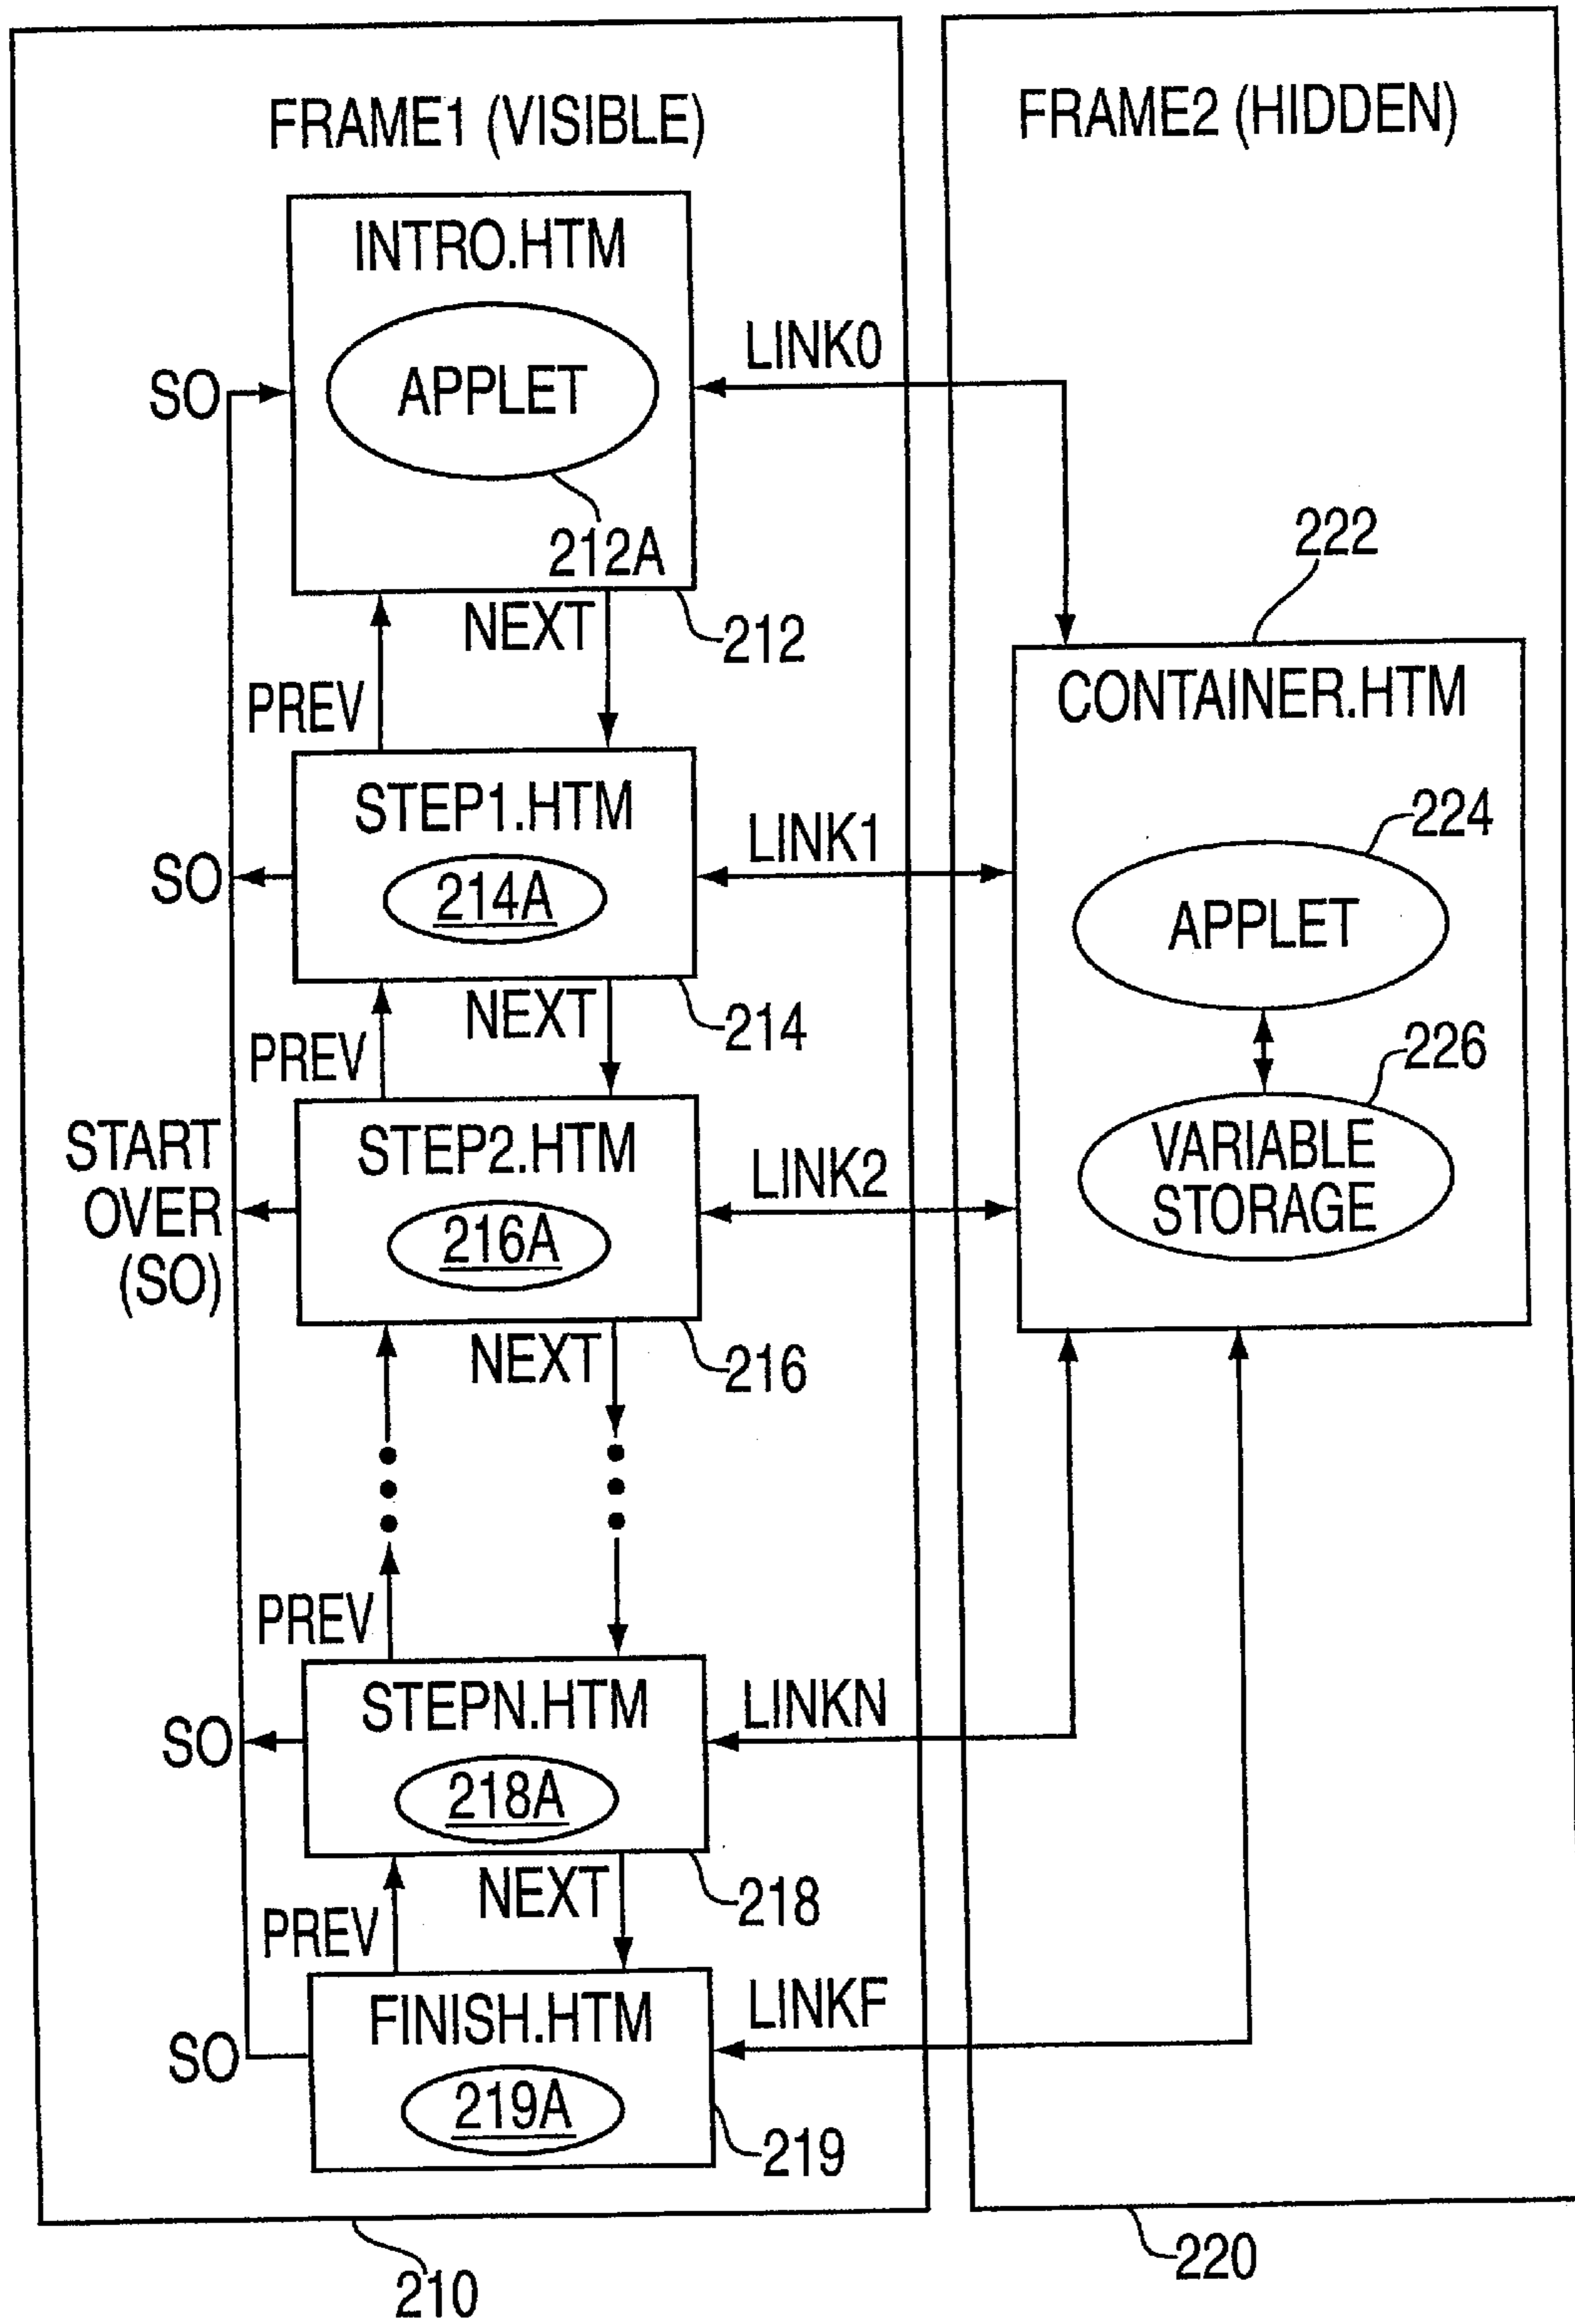 FRAME1 (VISIBLE)
FRAME2 (HIDDEN)
INTRO.HTM
APPLET
212A
212
SO
LINK0
NEXT
PREV
222
CONTAINER.HTM
STEP1.HTM
214A
214
SO
LINK1
224
APPLET
NEXT
PREV
226
VARIABLE
STORAGE
START
OVER
(SO)
STEP2.HTM
216A
216
LINK2
NEXT
PREV
STEPN.HTM
218A
218
SO
LINKN
NEXT
PREV
FINISH.HTM
219A
219
SO
LINKF
210
220